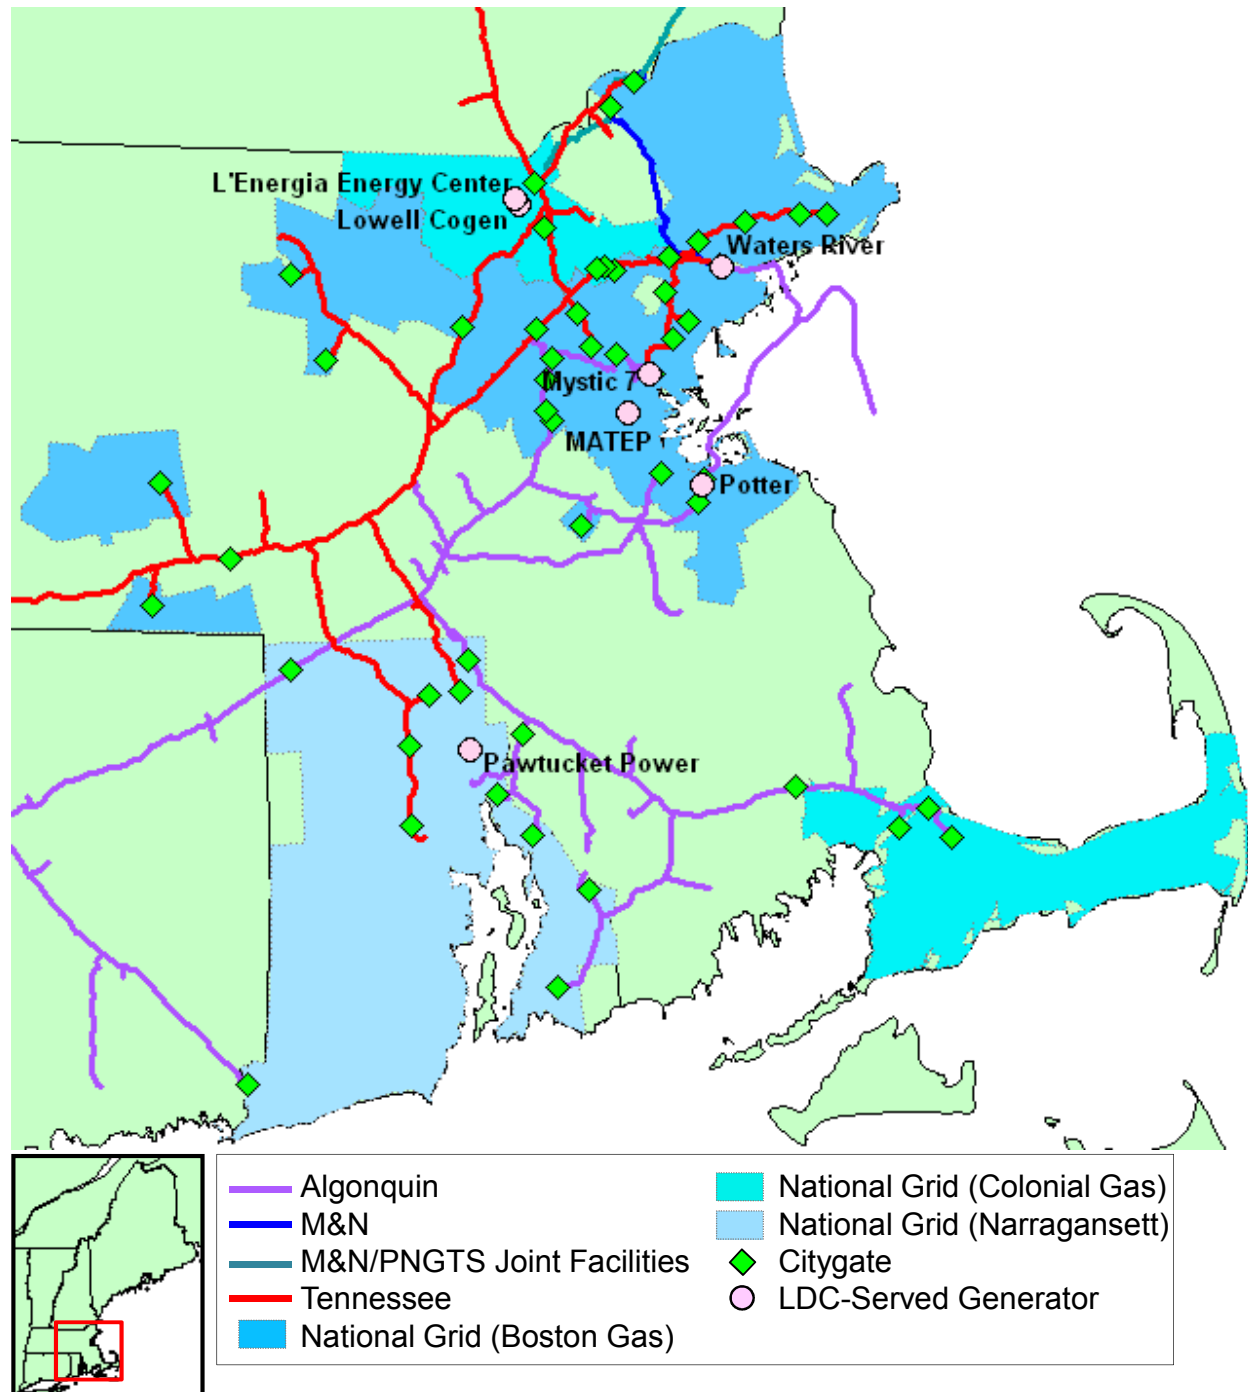 L'Energia Energy Center
Lowell Cogen
Waters River
Mystic 7
MATEP
Potter
Pawtucket Power
Algonquin
M&N
M&N/PNGTS Joint Facilities
Tennessee
National Grid (Boston Gas)
National Grid (Colonial Gas)
National Grid (Narragansett)
Citygate
LDC-Served Generator